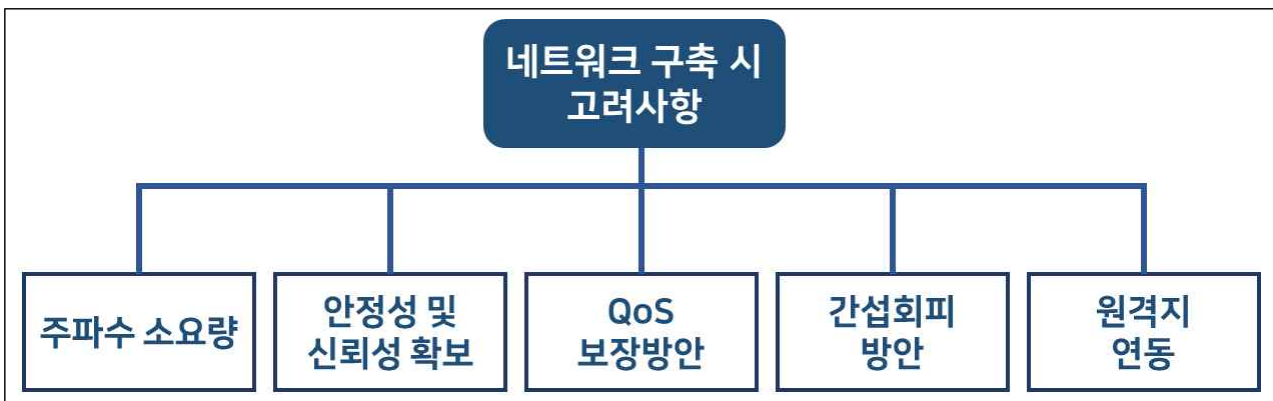 네트워크 구축 시
고려사항
주파수 소요량
안정성 및
신뢰성 확보
QoS
보장방안
간섭회피
방안
원격지
연동